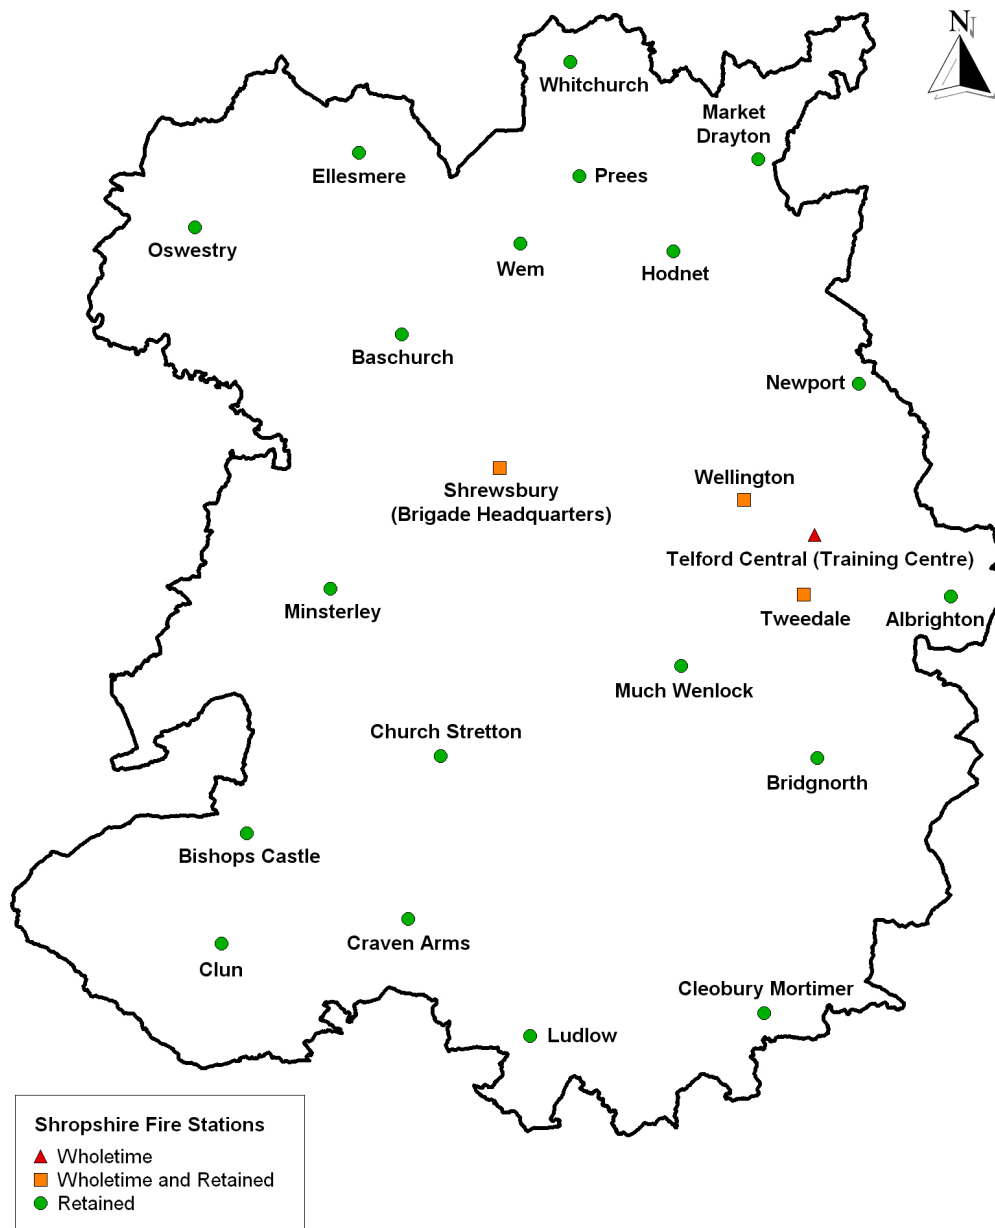 N
Whitchurch
Market
Drayton
Ellesmere
Prees
Oswestry
Wem
Hodnet
Baschurch
Newport
Wellington
Shrewsbury
(Brigade Headquarters)
Telford Central (Training Centre)
Minsterley
Tweedale
Albrighton
Much Wenlock
Church Stretton
Bridgnorth
Bishops Castle
Craven Arms
Clun
Cleobury Mortimer
Ludlow
Shropshire Fire Stations
Wholetime
Wholetime and Retained
Retained